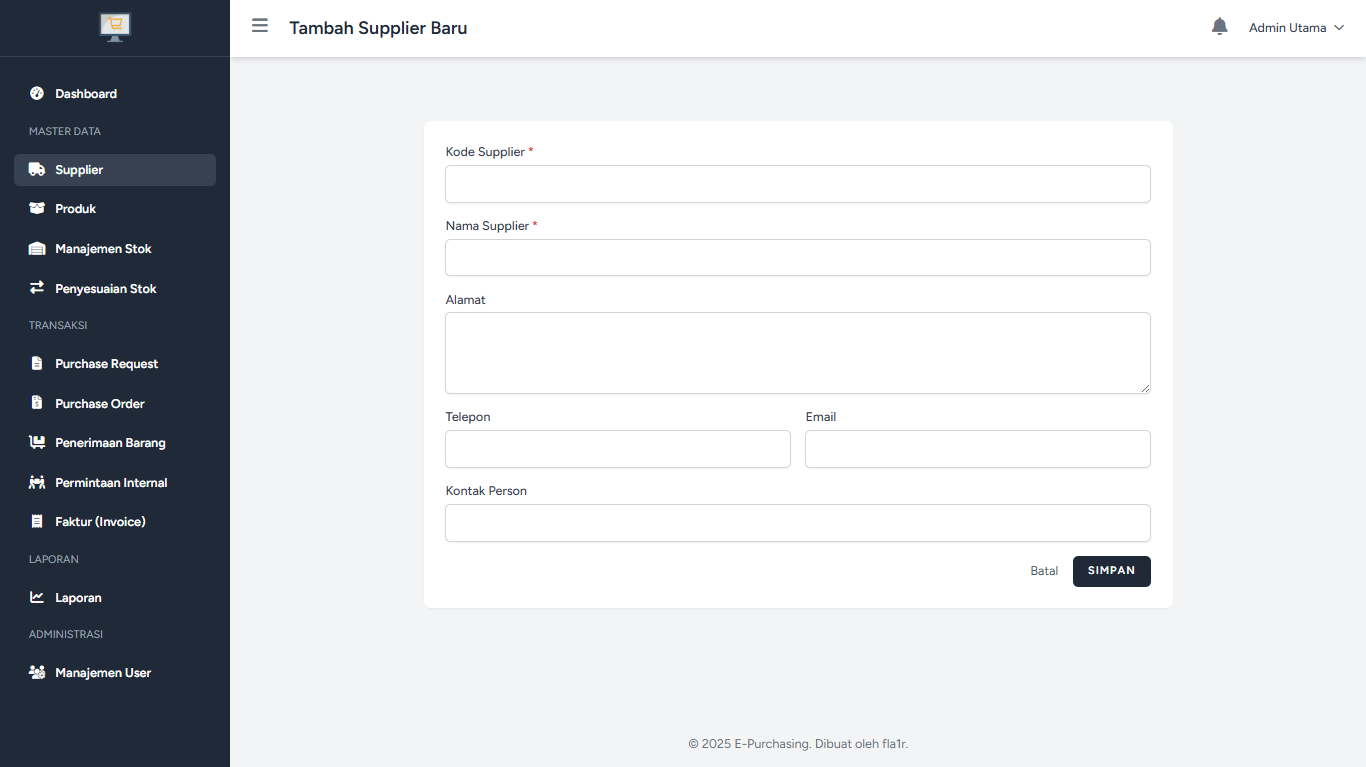 Tambah Supplier Baru
Admin Utama
Dashboard
MASTER DATA
Supplier
Produk
Manajemen Stok
Penyesuaian Stok
TRANSAKSI
Purchase Request
Purchase Order
Penerimaan Barang
Permintaan Internal
Faktur (Invoice)
LAPORAN
Laporan
ADMINISTRASI
Manajemen User
Kode Supplier *
Nama Supplier *
Alamat
Telepon
Email
Kontak Person
Batal
SIMPAN
© 2025 E-Purchasing. Dibuat oleh fla1r.